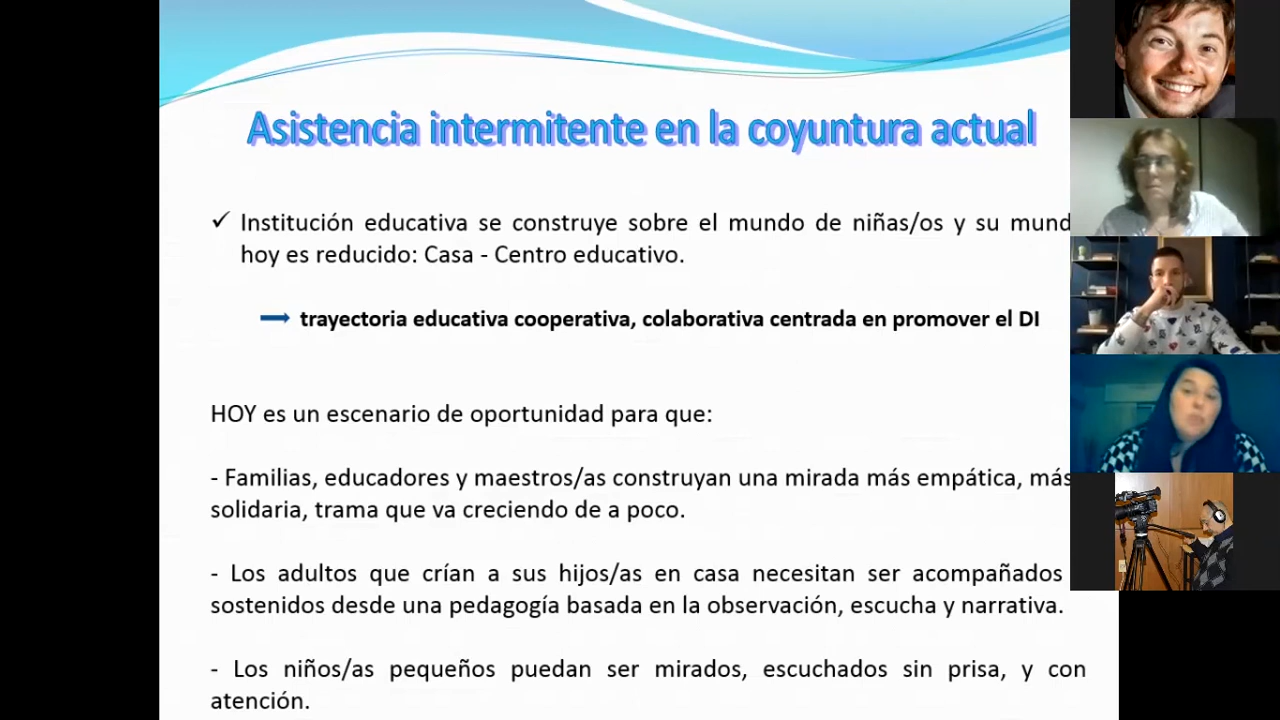 Asistencia intermitente en la coyuntura actual
✓ Institución educativa se construye sobre el mundo de niñas/os y su mund
hoy es reducido: Casa - Centro educativo.
trayectoria educativa cooperativa, colaborativa centrada en promover el DI
HOY es un escenario de oportunidad para que:
- Familias, educadores y maestros/as construyan una mirada más empática, más
solidaria, trama que va creciendo de a poco.
- Los adultos que crían a sus hijos/as en casa necesitan ser acompañados
sostenidos desde una pedagogía basada en la observación, escucha y narrativa.
- Los niños/as pequeños puedan ser mirados, escuchados sin prisa, y con
atención.